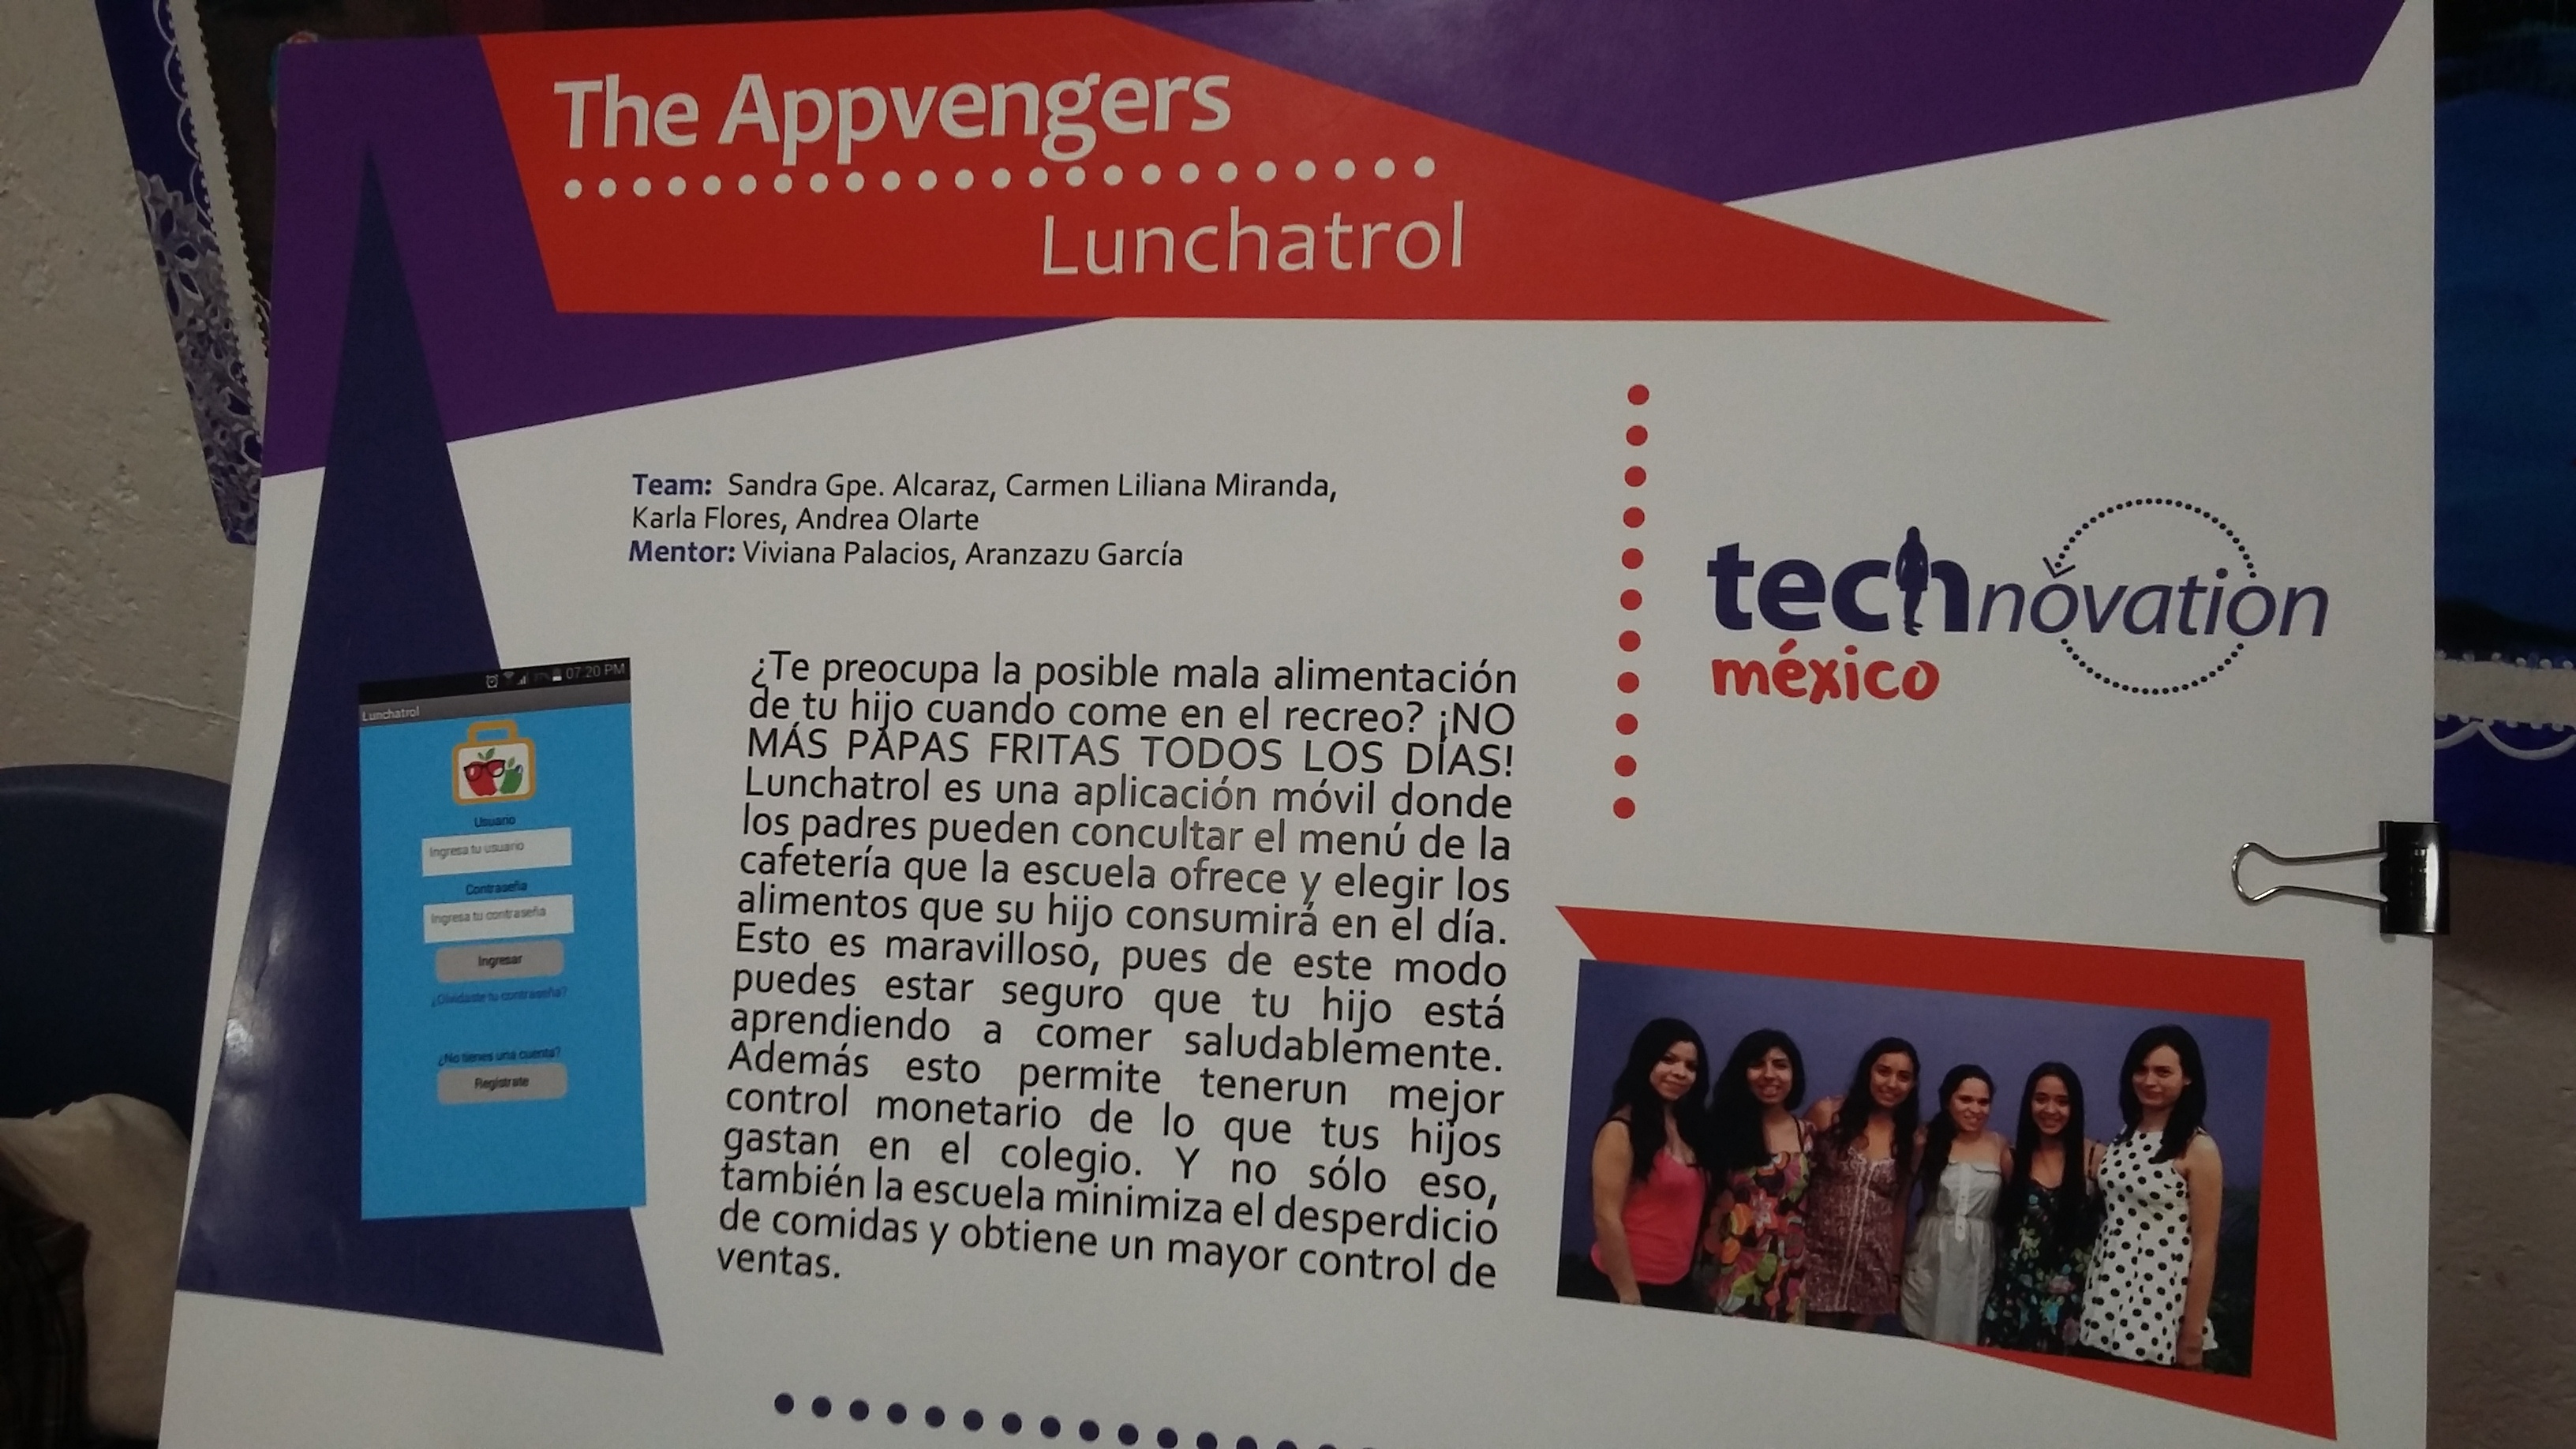 The Appvengers
Lunchatrol
Team: Sandra Gpe. Alcaraz, Carmen Liliana Miranda,
Karla Flores, Andrea Olarte
Mentor: Viviana Palacios, Aranzazu García
technovation
méxico
07:20 PM
Lunchatrol
Usuario
Ingresa tu usuario
Contraseña
Ingresa tu contraseña
Ingresar
¿Olvidaste tu contraseña?
¿No tienes una cuenta?
Registrate
¿Te preocupa la posible mala alimentación
de tu hijo cuando come en el recreo? ¡NO
MÁS PAPAS FRITAS TODOS LOS DÍAS!
Lunchatrol es una aplicación móvil donde
los padres pueden concultar el menú de la
cafetería que la escuela ofrece y elegir los
alimentos que su hijo consumirá en el día.
Esto es maravilloso, pues de este modo
puedes estar seguro que tu hijo está
aprendiendo a comer saludablemente.
Además esto permite tenerun mejor
control monetario de lo que tus hijos
gastan en el colegio. Y no sólo eso,
también la escuela minimiza el desperdicio
de comidas y obtiene un mayor control de
ventas.